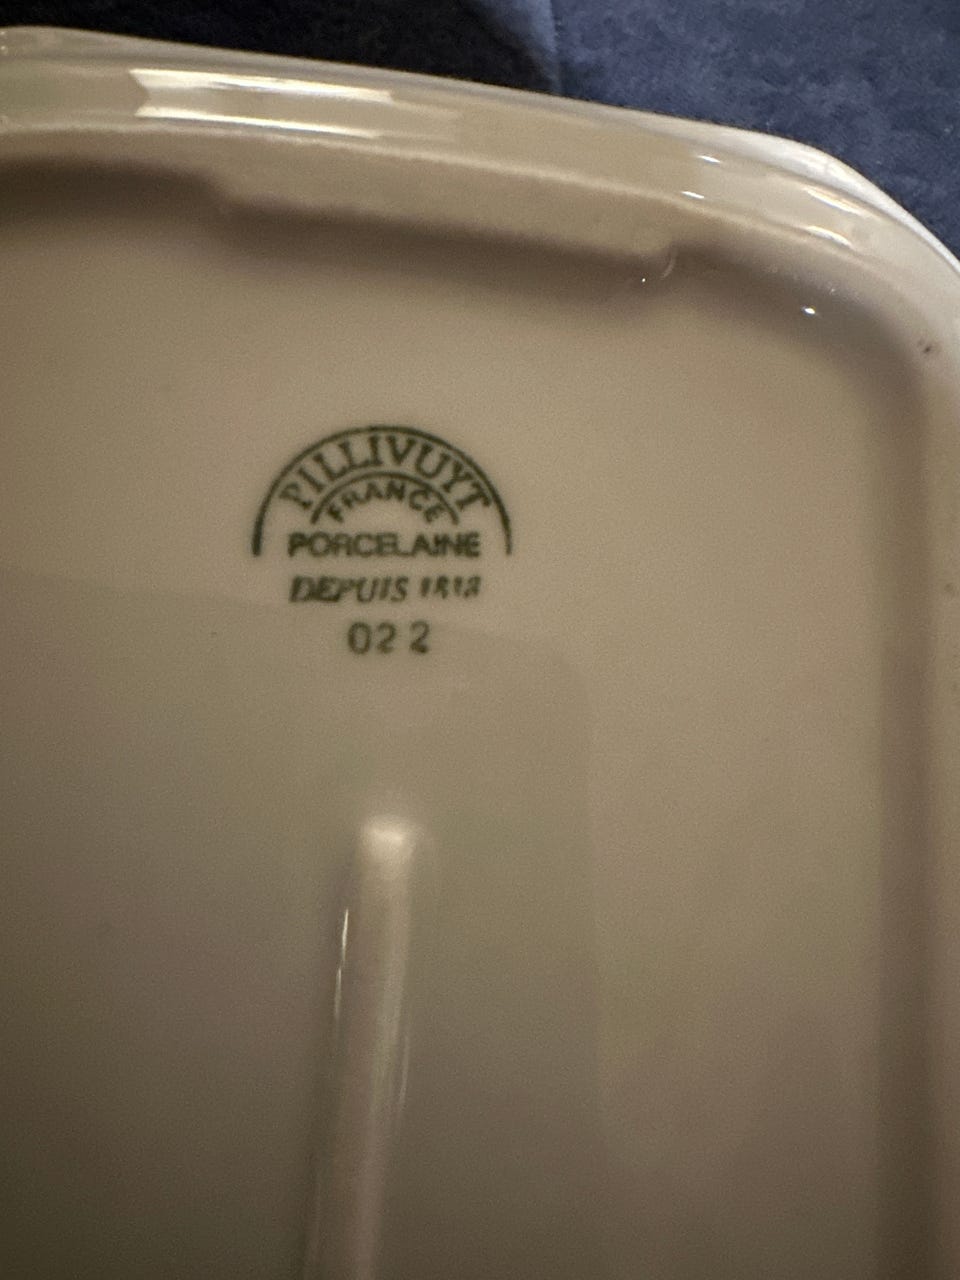 PILLIVUYT
FRANCE
PORCELAINE
DEPUIS 1818
02 2